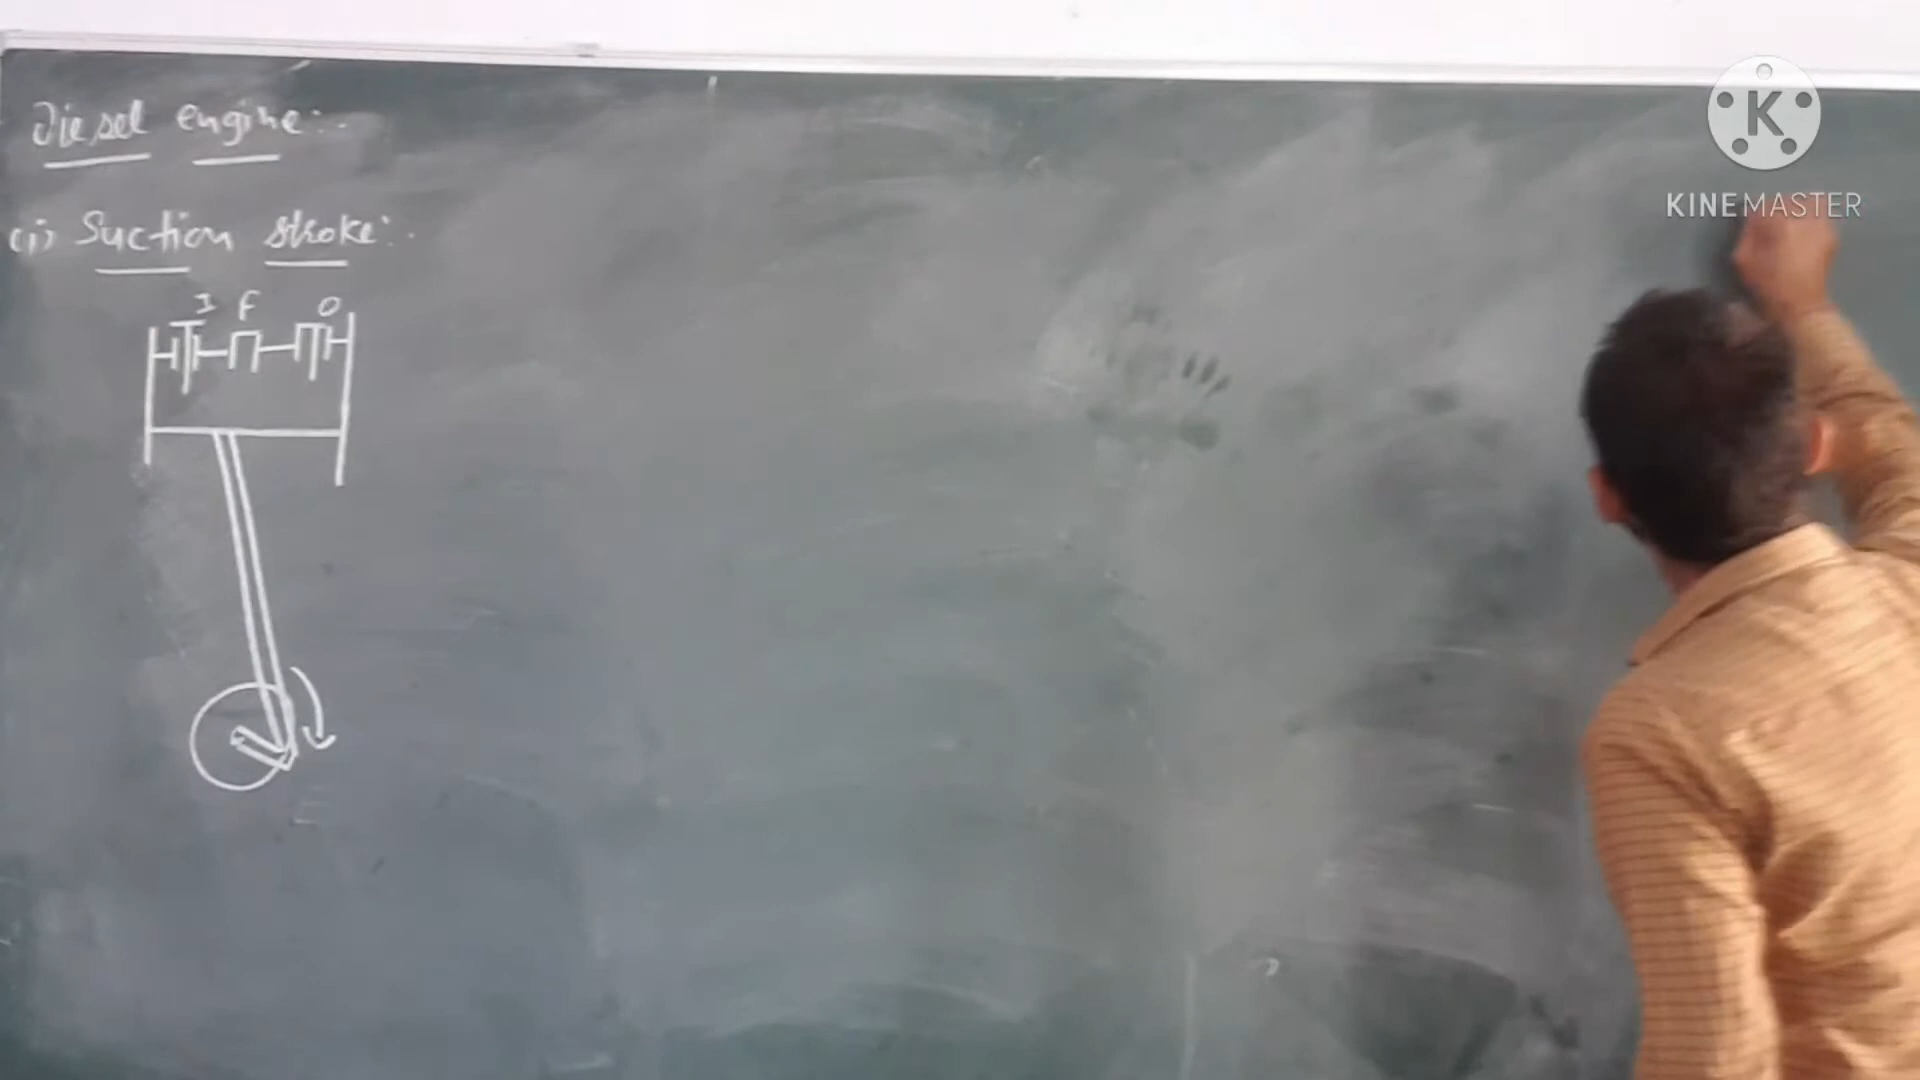 Diesel engine:-
(i) Suction stroke:-
I F O
K
KINEMASTER